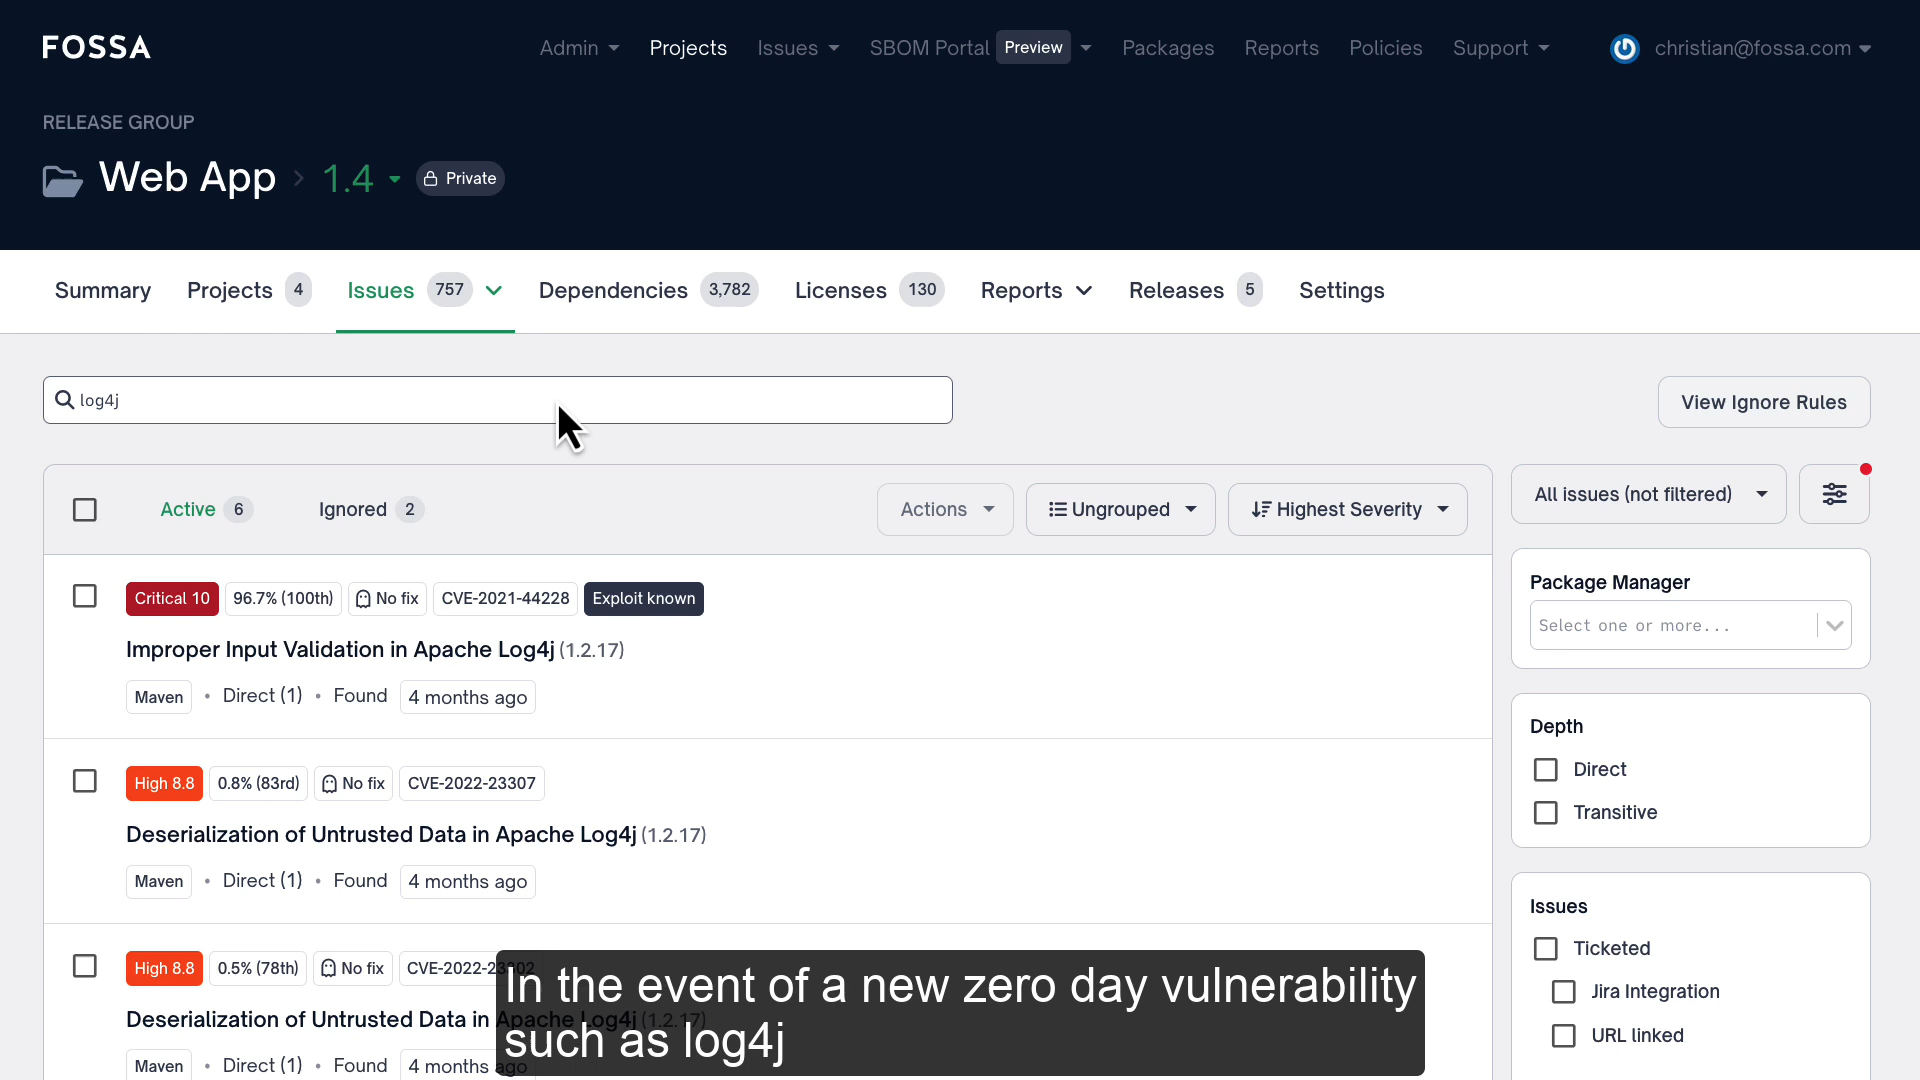 FOSSA
Admin Projects Issues SBOM Portal Preview Packages Reports Policies Support christian@fossa.com
RELEASE GROUP
Web App 1.4 Private
Summary Projects 4 Issues 757 Dependencies 3,782 Licenses 130 Reports Releases 5 Settings
log4j
View Ignore Rules
Active 6 Ignored 2 Actions Ungrouped Highest Severity
All issues (not filtered)
Critical 10 96.7% (100th) No fix CVE-2021-44228 Exploit known
Improper Input Validation in Apache Log4j (1.2.17)
Maven • Direct (1) • Found 4 months ago
High 8.8 0.8% (83rd) No fix CVE-2022-23307
Deserialization of Untrusted Data in Apache Log4j (1.2.17)
Maven • Direct (1) • Found 4 months ago
High 8.8 0.5% (78th) No fix CVE-2022-23302
Deserialization of Untrusted Data in Apache Log4j (1.2.17)
Maven • Direct (1) • Found 4 months ago
Package Manager
Select one or more...
Depth
Direct
Transitive
Issues
Ticketed
Jira Integration
URL linked
In the event of a new zero day vulnerability
such as log4j